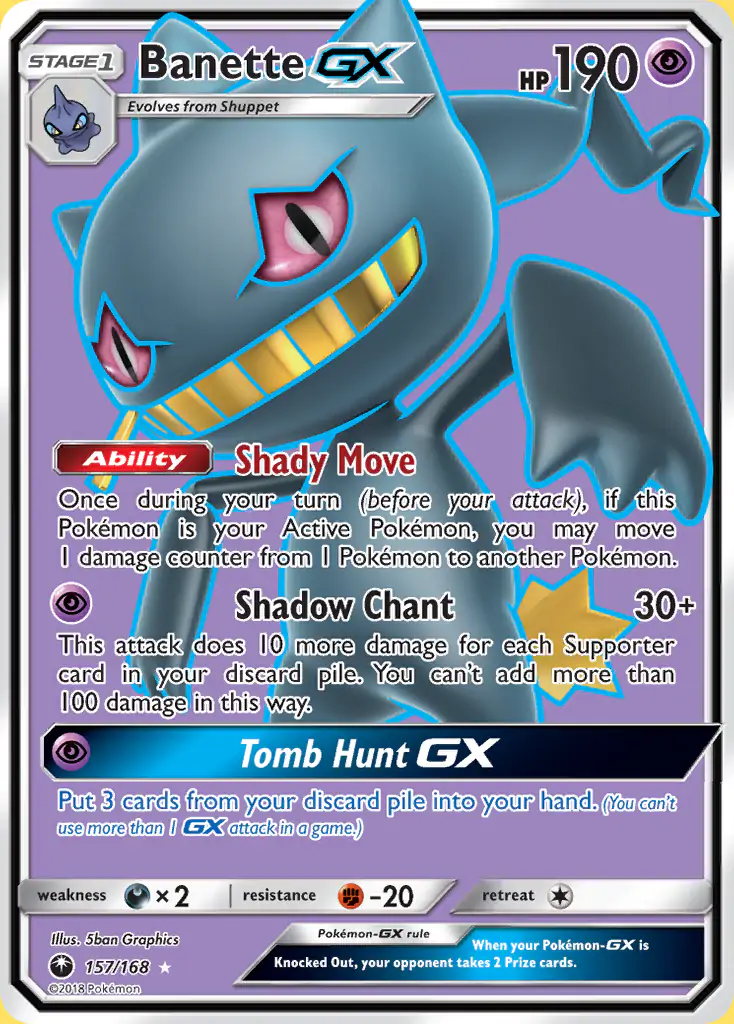 STAGE 1
Banette GX
HP 190
Evolves from Shuppet
Ability Shady Move
Once during your turn (before your attack), if this
Pokémon is your Active Pokémon, you may move
1 damage counter from 1 Pokémon to another Pokémon.
Shadow Chant 30+
This attack does 10 more damage for each Supporter
card in your discard pile. You can't add more than
100 damage in this way.
Tomb Hunt GX
Put 3 cards from your discard pile into your hand. (You can't
use more than 1 GX attack in a game.)
weakness ×2 resistance -20 retreat
Illus. 5ban Graphics
157/168
©2018 Pokémon
Pokémon-GX rule
When your Pokémon-GX is
Knocked Out, your opponent takes 2 Prize cards.